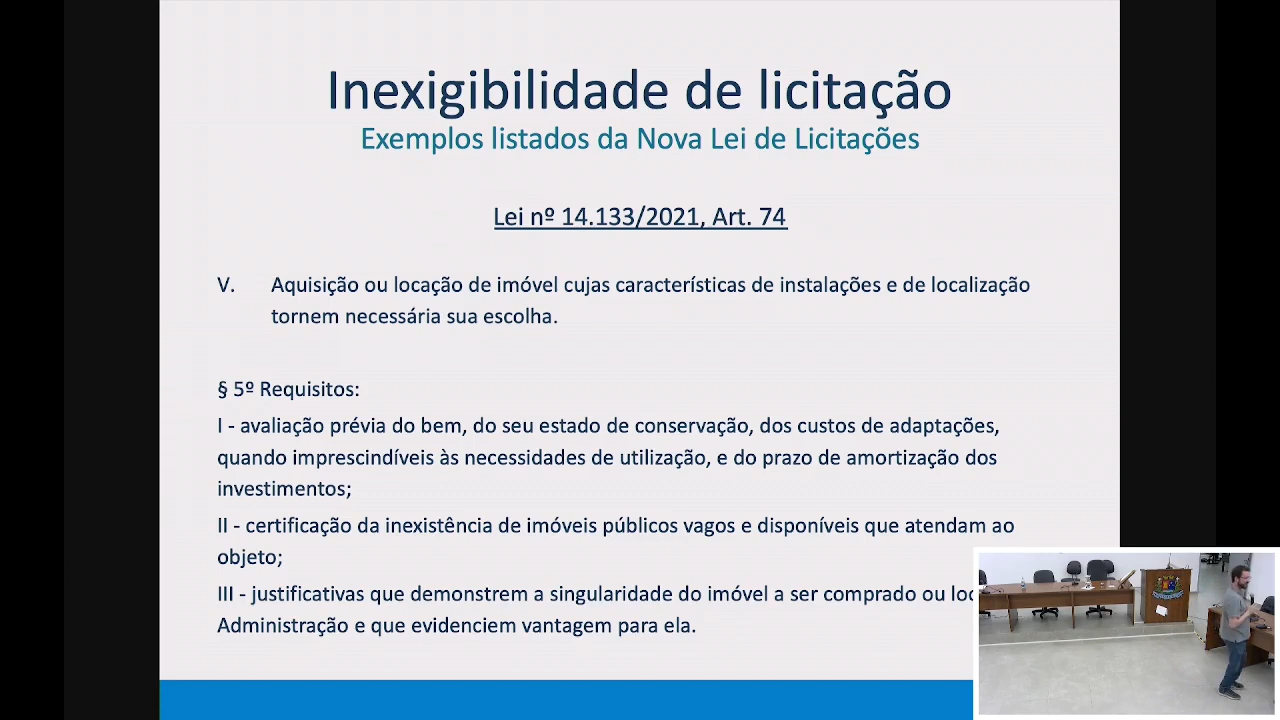 Inexigibilidade de licitação
Exemplos listados da Nova Lei de Licitações
Lei nº 14.133/2021, Art. 74
V. Aquisição ou locação de imóvel cujas características de instalações e de localização
tornem necessária sua escolha.
§ 5º Requisitos:
I - avaliação prévia do bem, do seu estado de conservação, dos custos de adaptações,
quando imprescindíveis às necessidades de utilização, e do prazo de amortização dos
investimentos;
II - certificação da inexistência de imóveis públicos vagos e disponíveis que atendam ao
objeto;
III - justificativas que demonstrem a singularidade do imóvel a ser comprado ou
Administração e que evidenciem vantagem para ela.